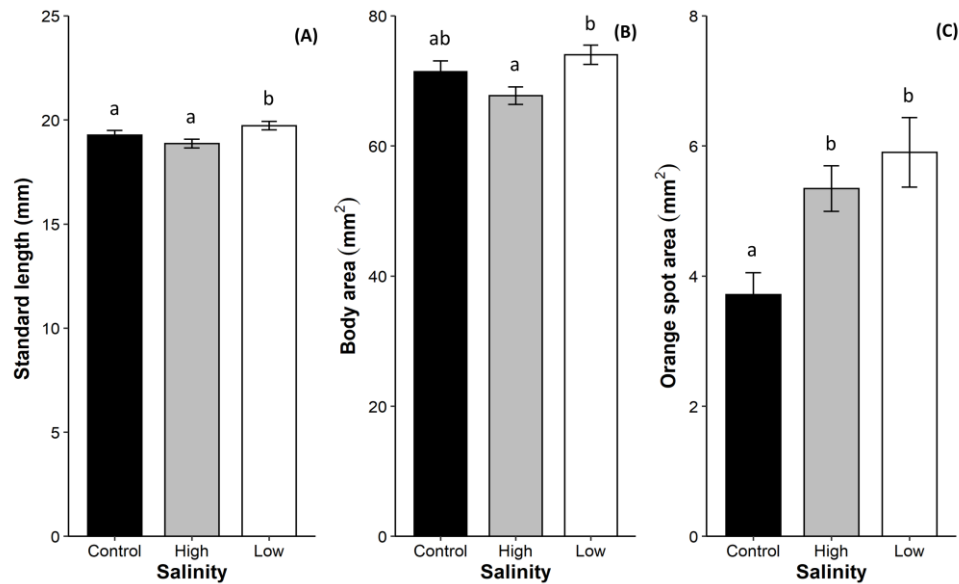 (A)
Standard length (mm)
25
20
15
10
5
0
a
a
b
Control
High
Low
Salinity
(B)
Body area (mm²)
80
60
40
20
0
ab
a
b
Control
High
Low
Salinity
(C)
Orange spot area (mm²)
8
6
4
2
0
a
b
b
Control
High
Low
Salinity